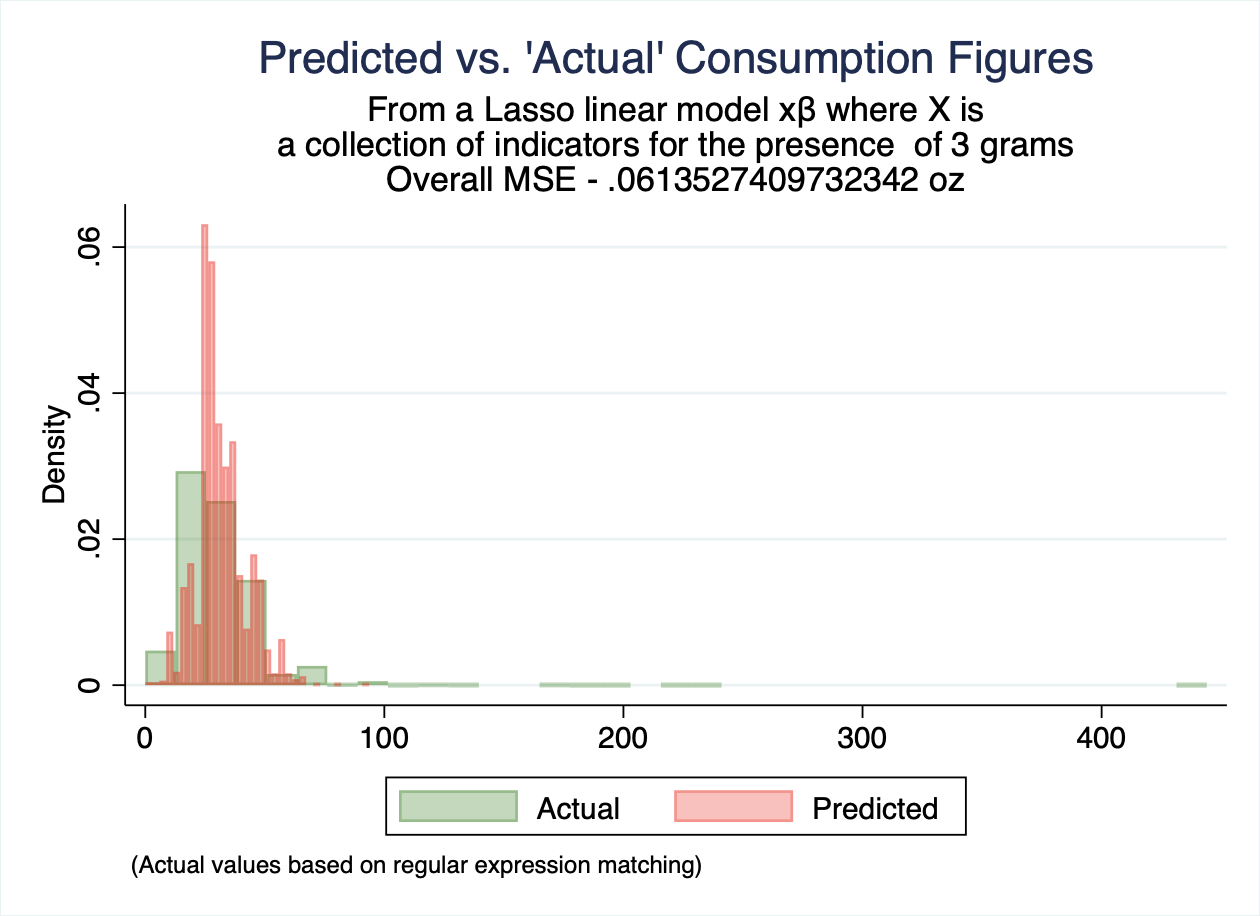 Predicted vs. 'Actual' Consumption Figures
From a Lasso linear model xβ where X is
a collection of indicators for the presence  of 3 grams
Overall MSE - .0613527409732342 oz
Density
.06
.04
.02
0
0 100 200 300 400
Actual Predicted
(Actual values based on regular expression matching)